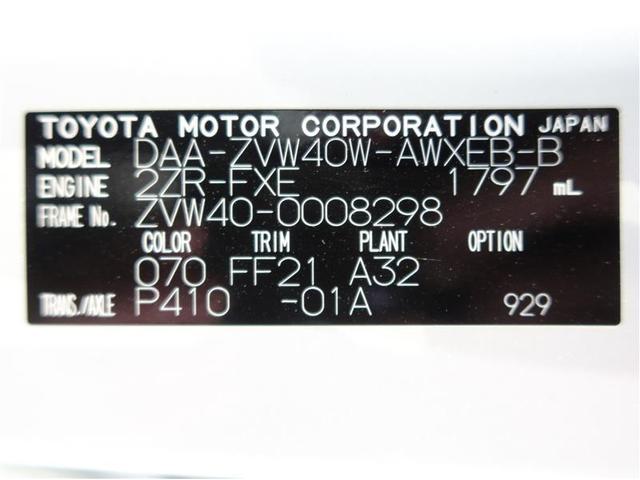 TOYOTA MOTOR CORPORATION JAPAN
MODEL DAA-ZVW40W-AWXEB-B
ENGINE 2ZR-FXE 1797 mL
FRAME No. ZVW40-0008298
COLOR TRIM PLANT OPTION
070 FF21 A32
TRANS./AXLE P410 -01A 929